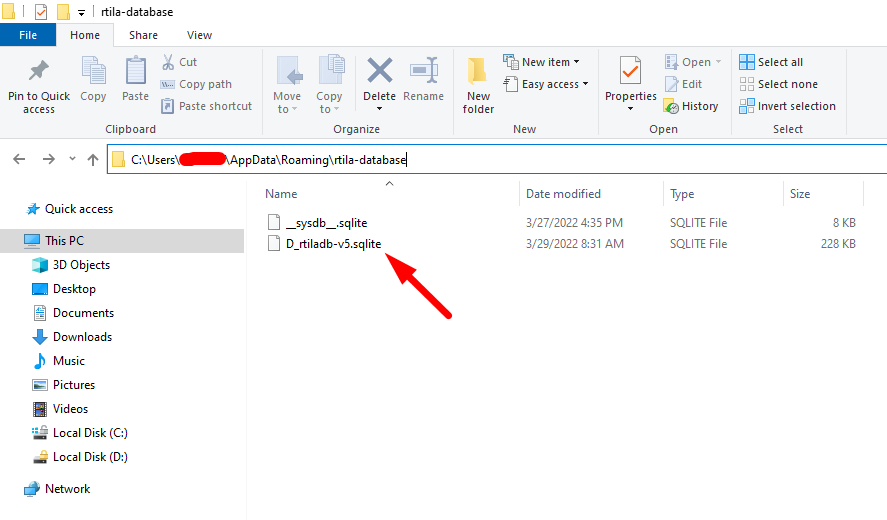 rtila-database
File Home Share View
Pin to Quick access
Copy
Paste
Cut
Copy path
Paste shortcut
Clipboard
Move to
Copy to
Delete
Rename
Organize
New folder
New item
Easy access
New
Properties
Open
Edit
History
Open
Select all
Select none
Invert selection
Select
C:\Users\ \AppData\Roaming\rtila-database
Name Date modified Type Size
__sysdb__.sqlite 3/27/2022 4:35 PM SQLITE File 8 KB
D_rtiladb-v5.sqlite 3/29/2022 8:31 AM SQLITE File 228 KB
Quick access
This PC
3D Objects
Desktop
Documents
Downloads
Music
Pictures
Videos
Local Disk (C:)
Local Disk (D:)
Network